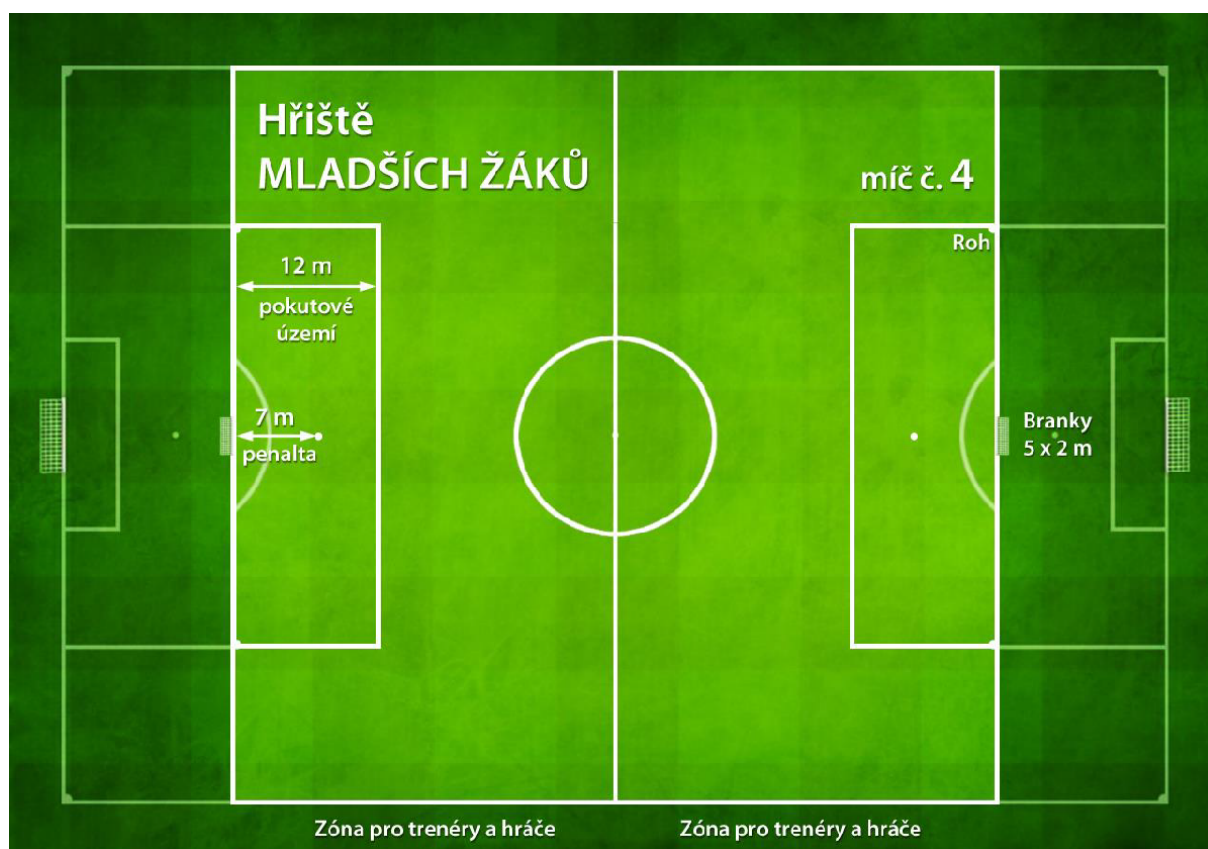 Hřiště
MLADŠÍCH ŽÁKŮ
míč č. 4
Roh
12 m
pokutové
území
7 m
penalta
Branky
5 x 2 m
Zóna pro trenéry a hráče
Zóna pro trenéry a hráče